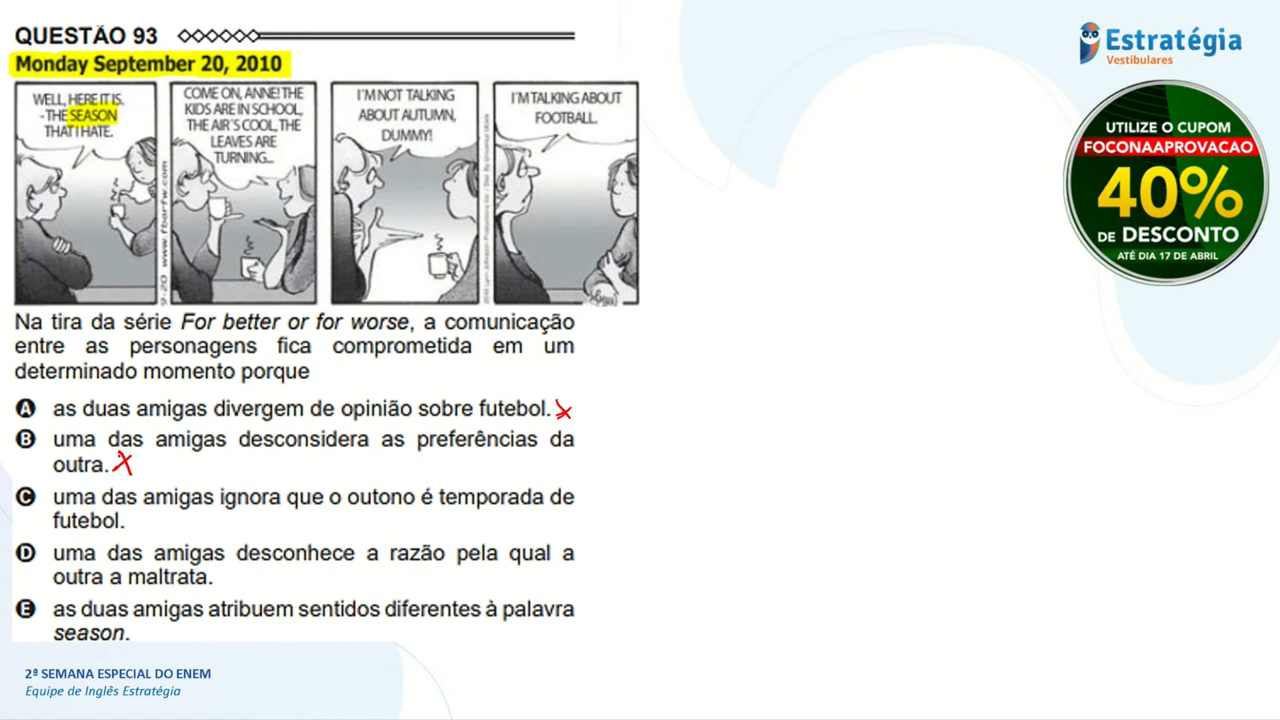 QUESTÃO 93
Monday September 20, 2010
WELL, HERE IT IS.
-THE SEASON
THAT I HATE.
COME ON, ANNE! THE
KIDS ARE IN SCHOOL,
THE AIR'S COOL, THE
LEAVES ARE
TURNING...
I'M NOT TALKING
ABOUT AUTUMN,
DUMMY!
I'M TALKING ABOUT
FOOTBALL.
9-20 www.fborfw.com
Na tira da série For better or for worse, a comunicação
entre as personagens fica comprometida em um
determinado momento porque
A as duas amigas divergem de opinião sobre futebol.
B uma das amigas desconsidera as preferências da
outra.
C uma das amigas ignora que o outono é temporada de
futebol.
D uma das amigas desconhece a razão pela qual a
outra a maltrata.
E as duas amigas atribuem sentidos diferentes à palavra
season.
2ª SEMANA ESPECIAL DO ENEM
Equipe de Inglês Estratégia
Estratégia
Vestibulares
UTILIZE O CUPOM
FOCONAAPROVACAO
40%
DE DESCONTO
ATÉ DIA 17 DE ABRIL